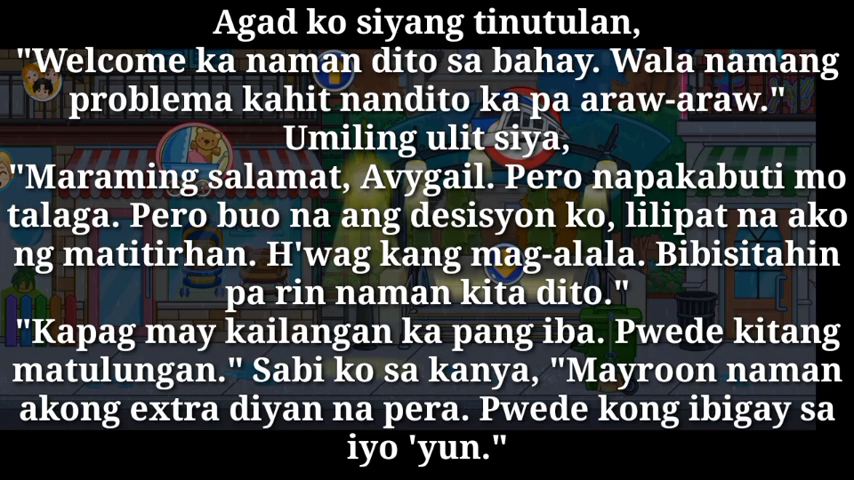 Agad ko siyang tinutulan,
"Welcome ka naman dito sa bahay. Wala namang
problema kahit nandito ka pa araw-araw."
Umiling ulit siya,
"Maraming salamat, Avygail. Pero napakabuti mo
talaga. Pero buo na ang desisyon ko, lilipat na ako
ng matitirhan. H'wag kang mag-alala. Bibisitahin
pa rin naman kita dito."
"Kapag may kailangan ka pang iba. Pwede kitang
matulungan." Sabi ko sa kanya, "Mayroon naman
akong extra diyan na pera. Pwede kong ibigay sa
iyo 'yun."